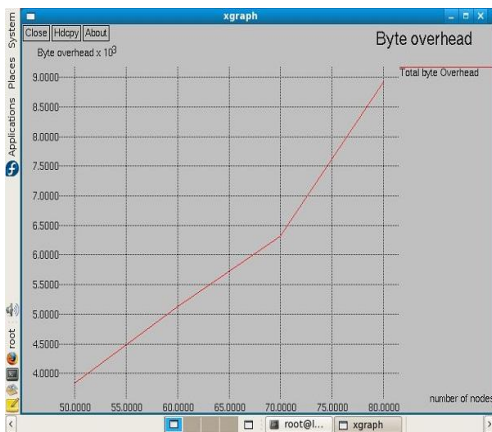 xgraph
Close Hdcpy About
Byte overhead
Byte overhead x 10³
Total byte Overhead
9.0000
8.5000
8.0000
7.5000
7.0000
6.5000
6.0000
5.5000
5.0000
4.5000
4.0000
50.0000 55.0000 60.0000 65.0000 70.0000 75.0000 80.0000
number of nodes
Applications Places System
root
root@l...
xgraph